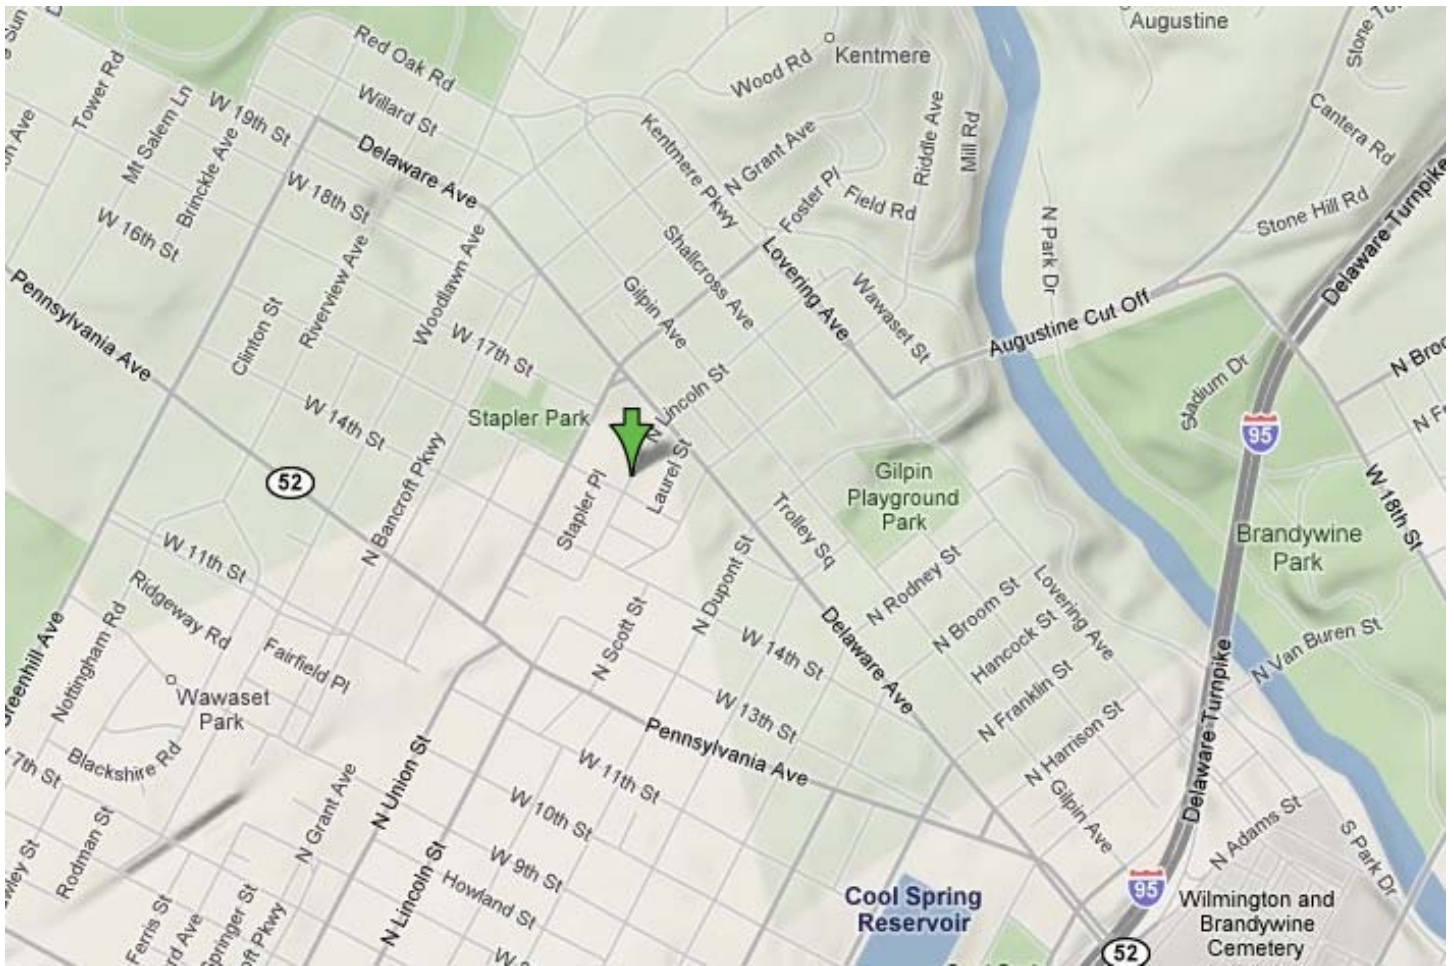 Augustine
Kentmere
Red Oak Rd
Wood Rd
Stone
Tower Rd
Mt Salem Ln
W 19th St
Willard St
Cantera Rd
Brinckle Ave
Delaware Ave
Kentmere Pkwy
N Grant Ave
Riddle Ave
Mill Rd
Foster Pl
Field Rd
Stone Hill Rd
Delaware Turnpike
W 18th St
W 16th St
Riverview Ave
Woodlawn Ave
Shallcross Ave
Lovering Ave
N Park Dr
Pennsylvania Ave
Clinton St
Gilpin Ave
Wawaset St
Augustine Cut Off
W 17th St
N Lincoln St
Stadium Dr
W 14th St
Stapler Park
95
52
N Bancroft Pkwy
Stapler Pl
Laurel St
Gilpin
Playground
Park
Trolley Sq
W 18th St
Brandywine
Park
W 11th St
Ridgeway Rd
N Dupont St
N Rodney St
N Broom St
Lovering Ave
Greenhill Ave
Nottingham Rd
Fairfield Pl
N Scott St
W 14th St
Delaware Ave
Hancock St
N Van Buren St
Wawaset
Park
W 13th St
N Franklin St
Delaware Turnpike
Pennsylvania Ave
N Harrison St
Blackshire Rd
7th St
N Union St
W 11th St
N Grant Ave
W 10th St
Gilpin Ave
N Adams St
S Park Dr
Rodman St
W 9th St
N Lincoln St
Howland St
Cool Spring
Reservoir
95
Wilmington and
Brandywine
Cemetery
Ferris St
Springer St
52